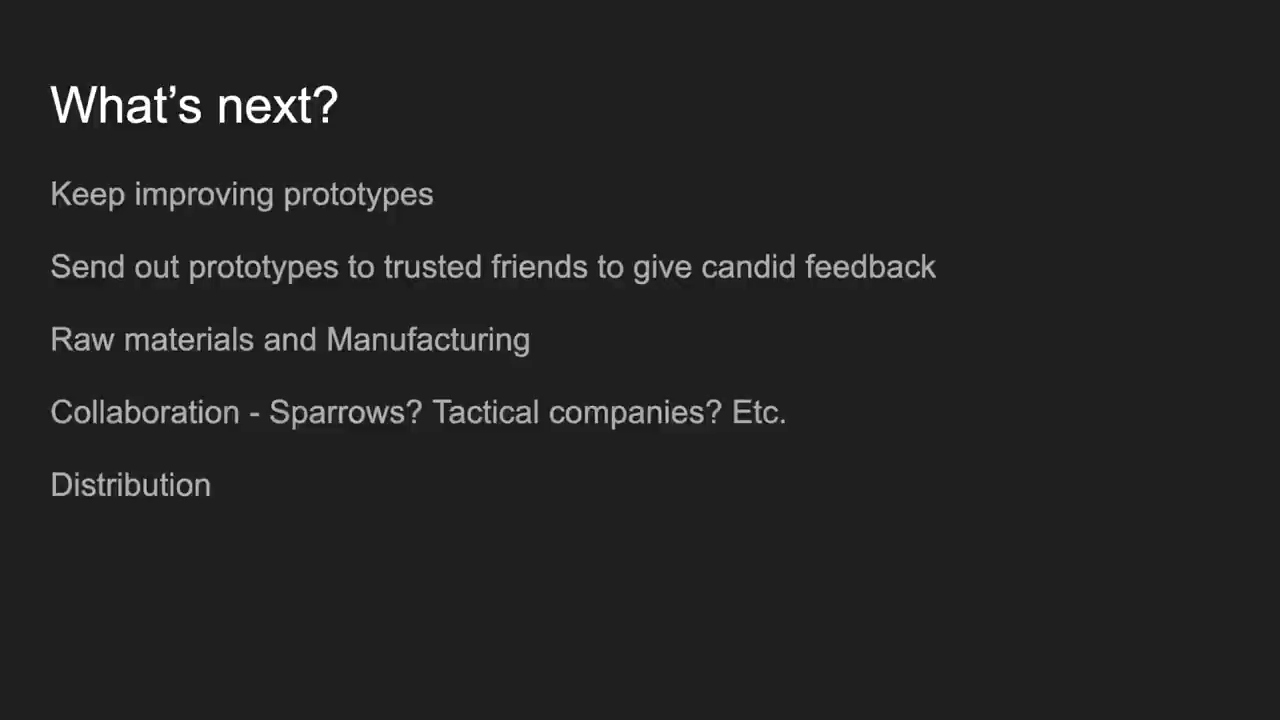 What’s next?
Keep improving prototypes
Send out prototypes to trusted friends to give candid feedback
Raw materials and Manufacturing
Collaboration - Sparrows? Tactical companies? Etc.
Distribution